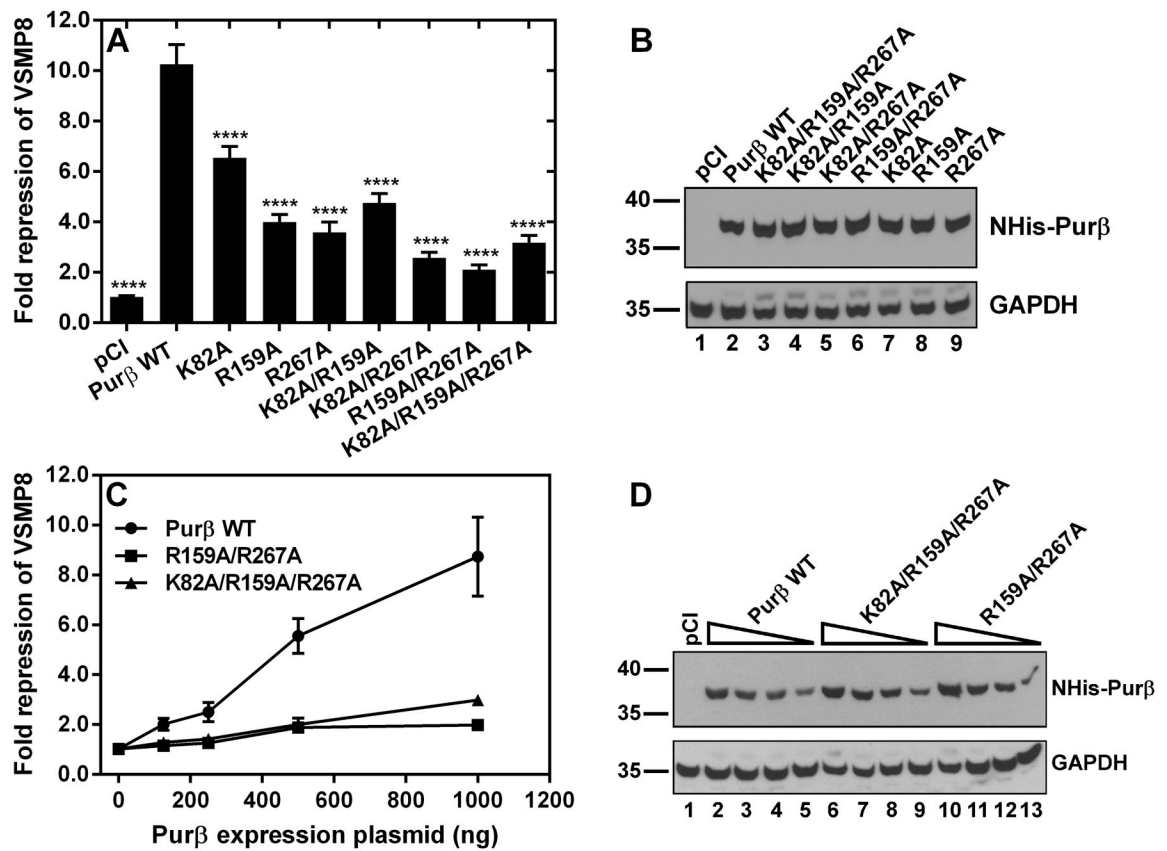 A
Fold repression of VSMP8
12.0
10.0
8.0
6.0
4.0
2.0
0.0
****
****
****
****
****
****
****
****
pCI
Purβ WT
K82A
R159A
R267A
K82A/R159A
K82A/R267A
R159A/R267A
K82A/R159A/R267A
B
pCI
Purβ WT
K82A/R159A/R267A
K82A/R159A
K82A/R267A
R159A/R267A
K82A
R159A
R267A
40
35
NHis-Purβ
35
GAPDH
1 2 3 4 5 6 7 8 9
C
Fold repression of VSMP8
12.0
10.0
8.0
6.0
4.0
2.0
0.0
Purβ WT
R159A/R267A
K82A/R159A/R267A
0 200 400 600 800 1000 1200
Purβ expression plasmid (ng)
D
pCI
Purβ WT
K82A/R159A/R267A
R159A/R267A
40
35
NHis-Purβ
35
GAPDH
1 2 3 4 5 6 7 8 9 10 11 12 13